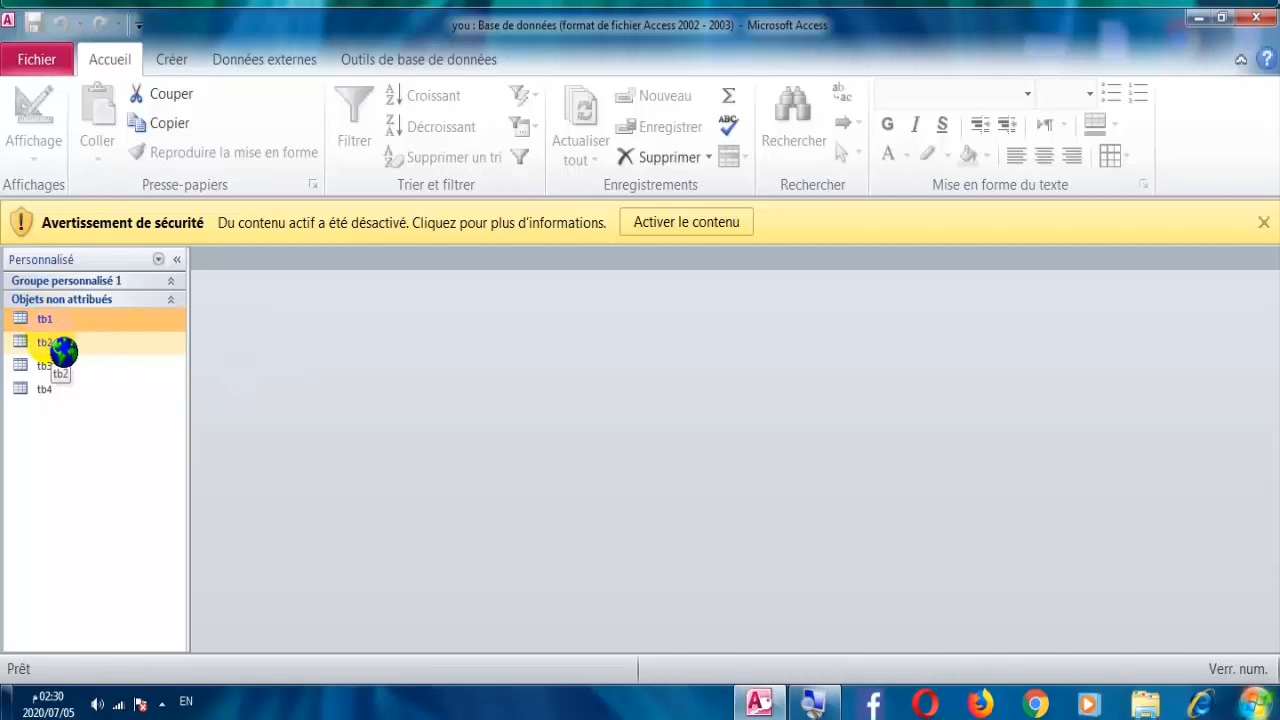 you : Base de données (format de fichier Access 2002 - 2003) - Microsoft Access
Fichier Accueil Créer Données externes Outils de base de données
Affichage
Affichages
Coller
Couper
Copier
Reproduire la mise en forme
Presse-papiers
Filtrer
Croissant
Décroissant
Supprimer un tri
Trier et filtrer
Actualiser
tout
Nouveau
Enregistrer
Supprimer
Enregistrements
Rechercher
Rechercher
G I S
A
Mise en forme du texte
Avertissement de sécurité Du contenu actif a été désactivé. Cliquez pour plus d'informations. Activer le contenu
Personnalisé
Groupe personnalisé 1
Objets non attribués
tb1
tb2
tb3
tb2
tb4
Prêt Verr. num.
02:30 م
2020/07/05
EN